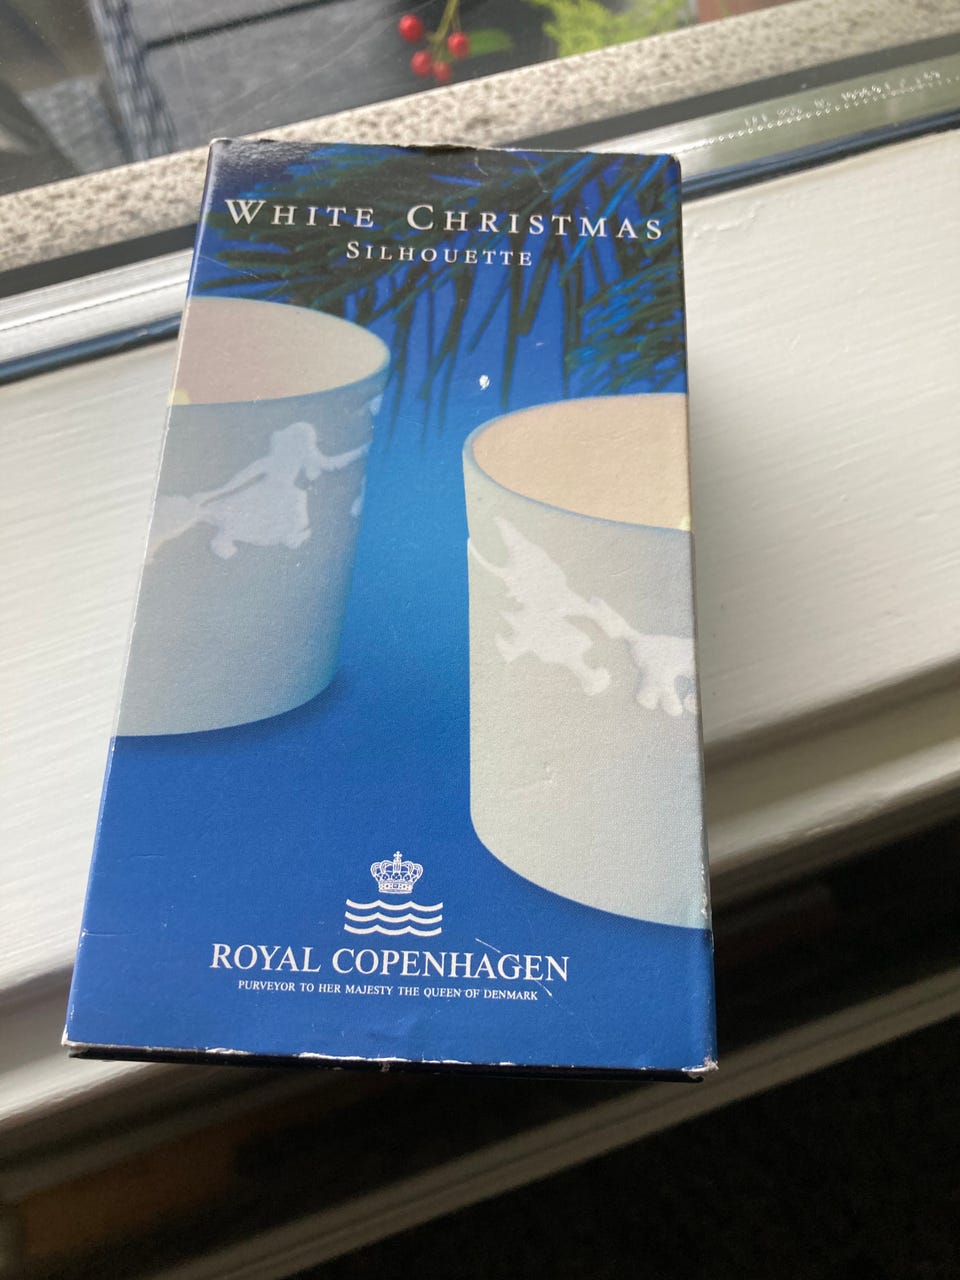 WHITE CHRISTMAS
SILHOUETTE
ROYAL COPENHAGEN
PURVEYOR TO HER MAJESTY THE QUEEN OF DENMARK